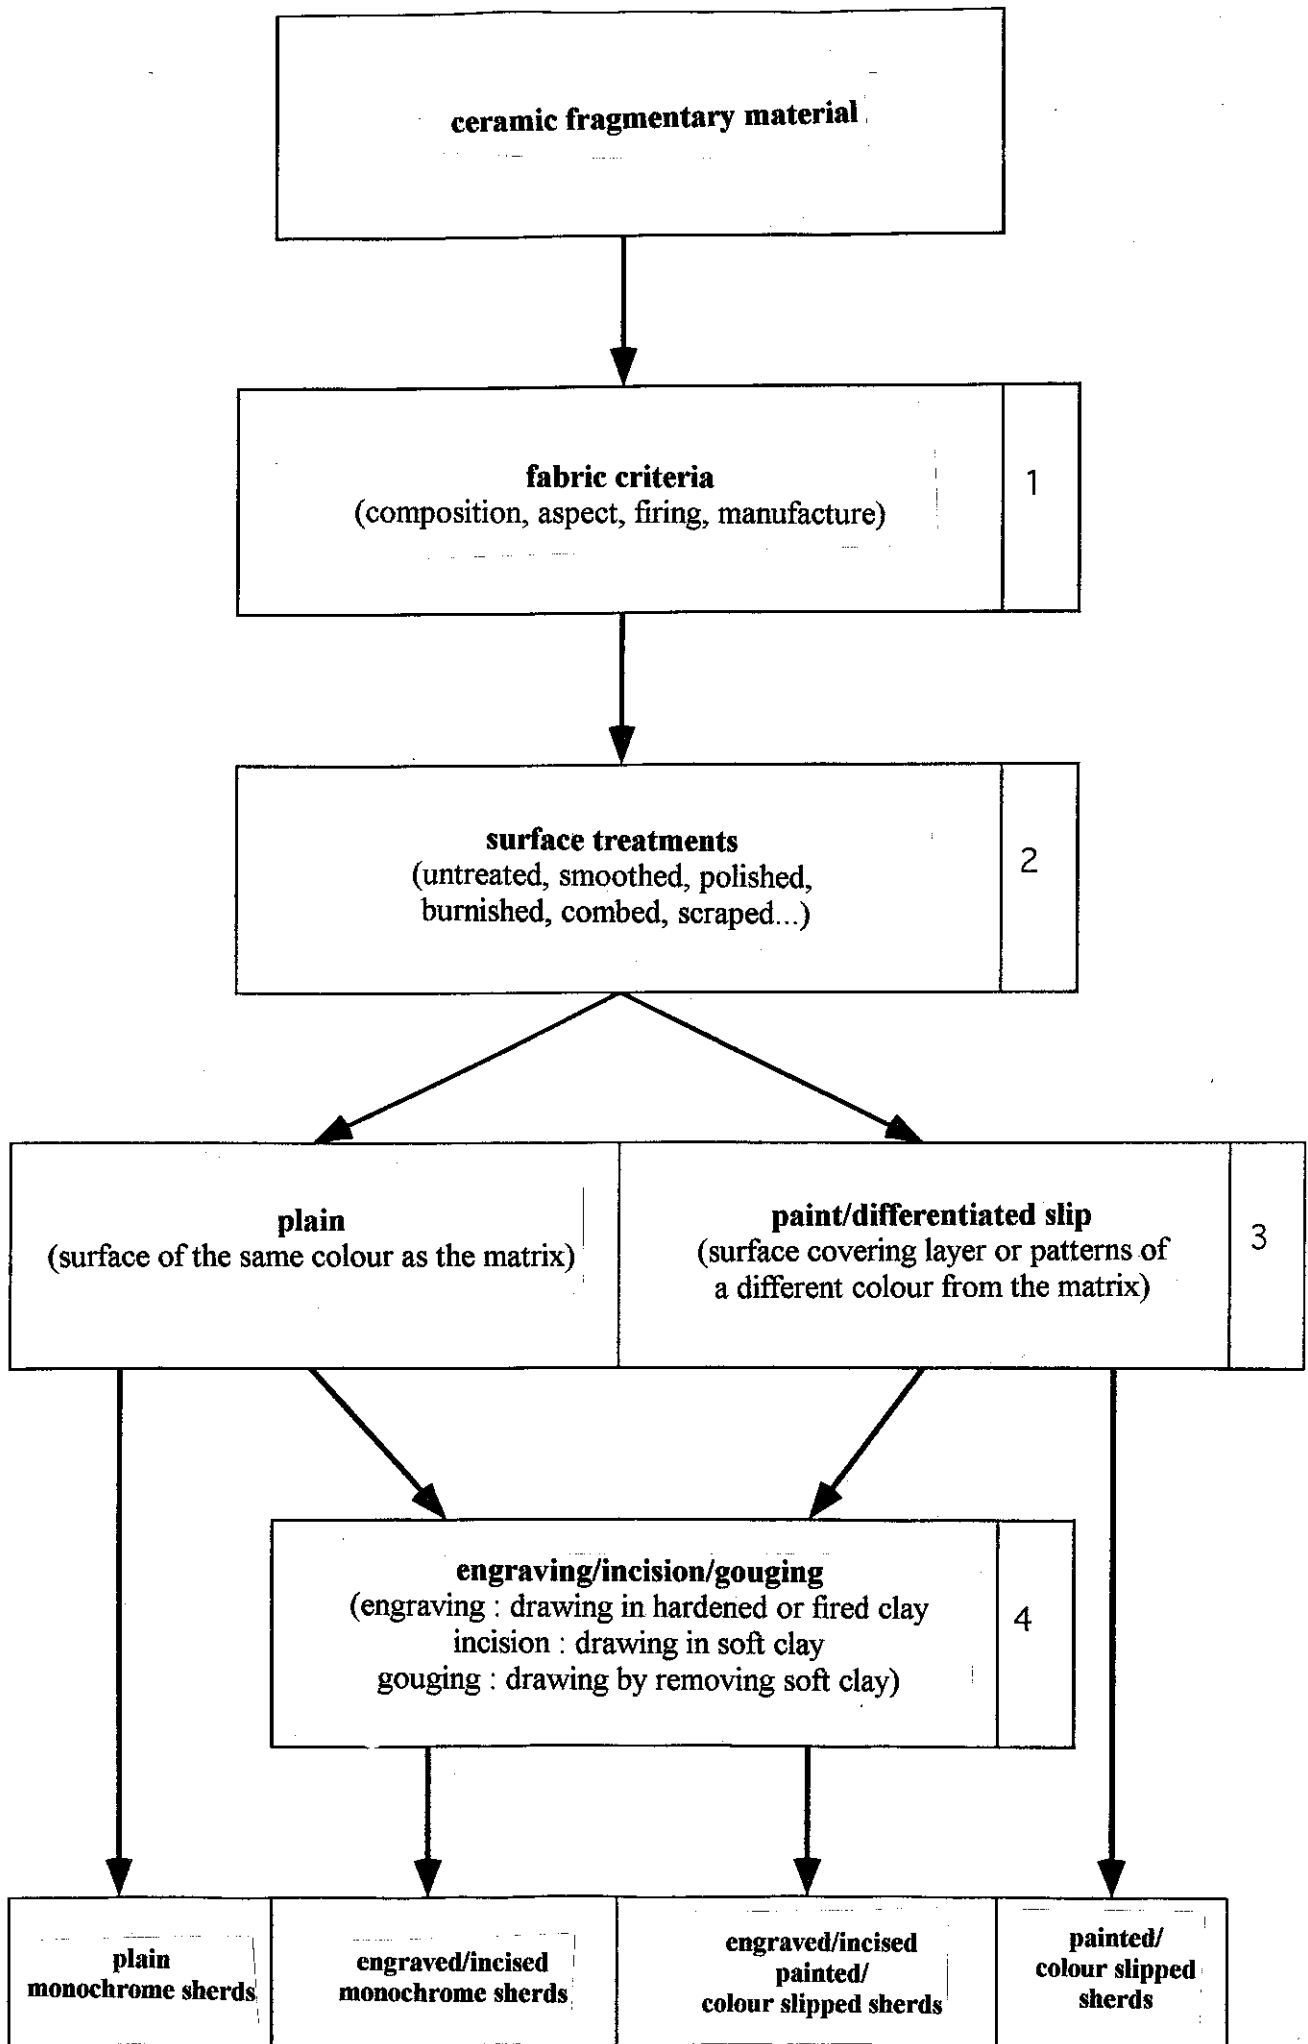 ceramic fragmentary material
fabric criteria
(composition, aspect, firing, manufacture)
1
surface treatments
(untreated, smoothed, polished,
burnished, combed, scraped...)
2
plain
(surface of the same colour as the matrix)
paint/differentiated slip
(surface covering layer or patterns of
a different colour from the matrix)
3
engraving/incision/gouging
(engraving : drawing in hardened or fired clay
incision : drawing in soft clay
gouging : drawing by removing soft clay)
4
plain
monochrome sherds
engraved/incised
monochrome sherds
engraved/incised
painted/
colour slipped sherds
painted/
colour slipped
sherds